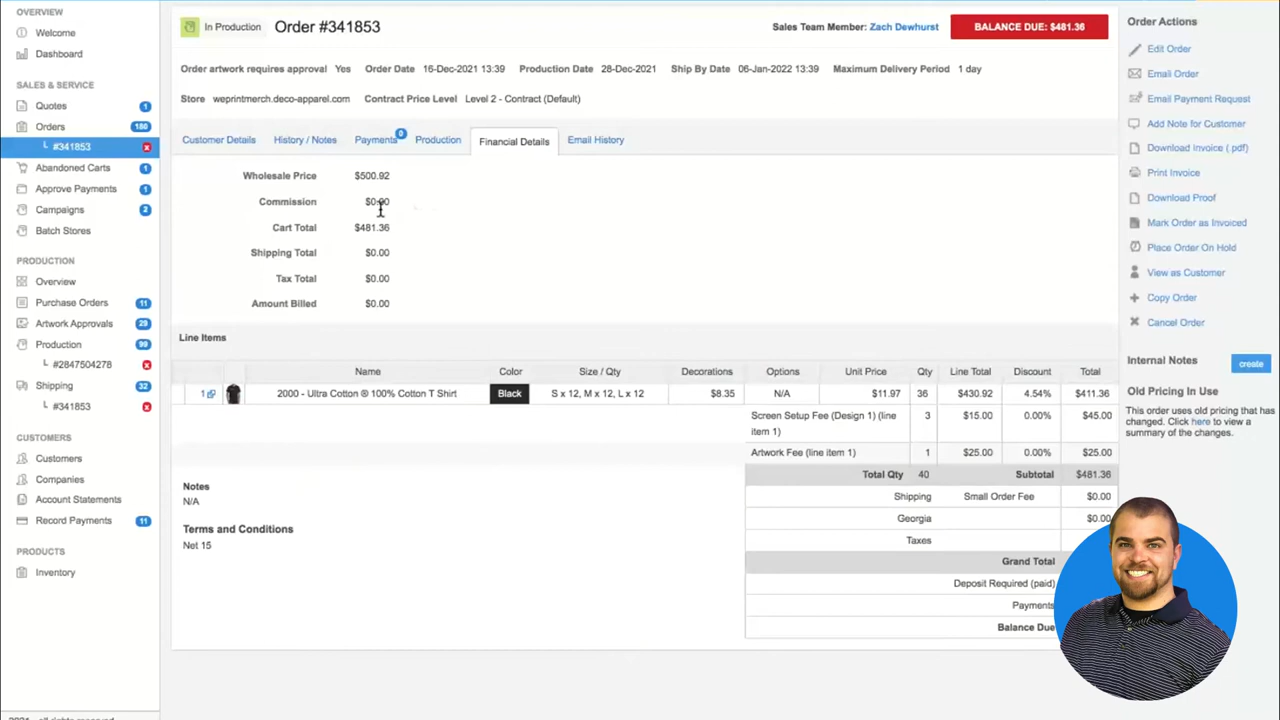 OVERVIEW
Welcome
Dashboard
SALES & SERVICE
Quotes 1
Orders 180
#341853
Abandoned Carts 1
Approve Payments 1
Campaigns 2
Batch Stores
PRODUCTION
Overview
Purchase Orders 11
Artwork Approvals 29
Production 99
#2847504278
Shipping 32
#341853
CUSTOMERS
Customers
Companies
Account Statements
Record Payments 11
PRODUCTS
Inventory
In Production Order #341853 Sales Team Member: Zach Dewhurst BALANCE DUE: $481.36
Order artwork requires approval Yes Order Date 16-Dec-2021 13:39 Production Date 28-Dec-2021 Ship By Date 06-Jan-2022 13:39 Maximum Delivery Period 1 day
Store weprintmerch.deco-apparel.com Contract Price Level Level 2 - Contract (Default)
Customer Details History / Notes Payments 0 Production Financial Details Email History
Wholesale Price $500.92
Commission $0.00
Cart Total $481.36
Shipping Total $0.00
Tax Total $0.00
Amount Billed $0.00
Line Items
Name Color Size / Qty Decorations Options Unit Price Qty Line Total Discount Total
1 2000 - Ultra Cotton ® 100% Cotton T Shirt Black S x 12, M x 12, L x 12 $8.35 N/A $11.97 36 $430.92 4.54% $411.36
Screen Setup Fee (Design 1) (line item 1) 3 $15.00 0.00% $45.00
Artwork Fee (line item 1) 1 $25.00 0.00% $25.00
Total Qty 40 Subtotal $481.36
Shipping Small Order Fee $0.00
Georgia $0.00
Taxes
Grand Total
Deposit Required (paid)
Payments
Balance Due
Notes
N/A
Terms and Conditions
Net 15
Order Actions
Edit Order
Email Order
Email Payment Request
Add Note for Customer
Download Invoice (.pdf)
Print Invoice
Download Proof
Mark Order as Invoiced
Place Order On Hold
View as Customer
Copy Order
Cancel Order
Internal Notes create
Old Pricing In Use
This order uses old pricing that has
changed. Click here to view a
summary of the changes.